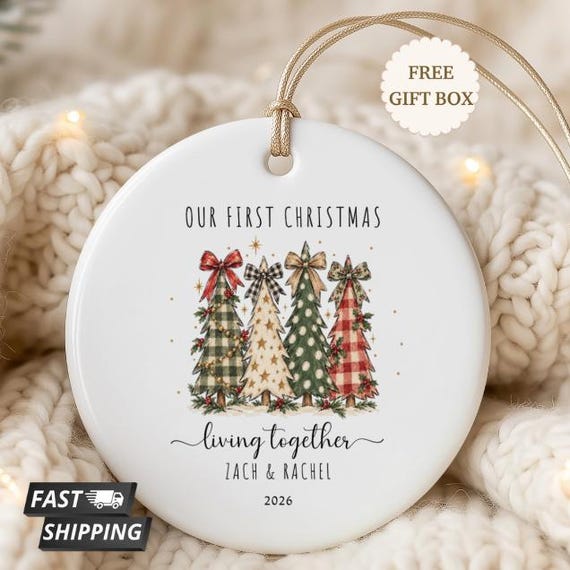 FREE
GIFT BOX
OUR FIRST CHRISTMAS
living together
ZACH & RACHEL
2026
FAST
SHIPPING